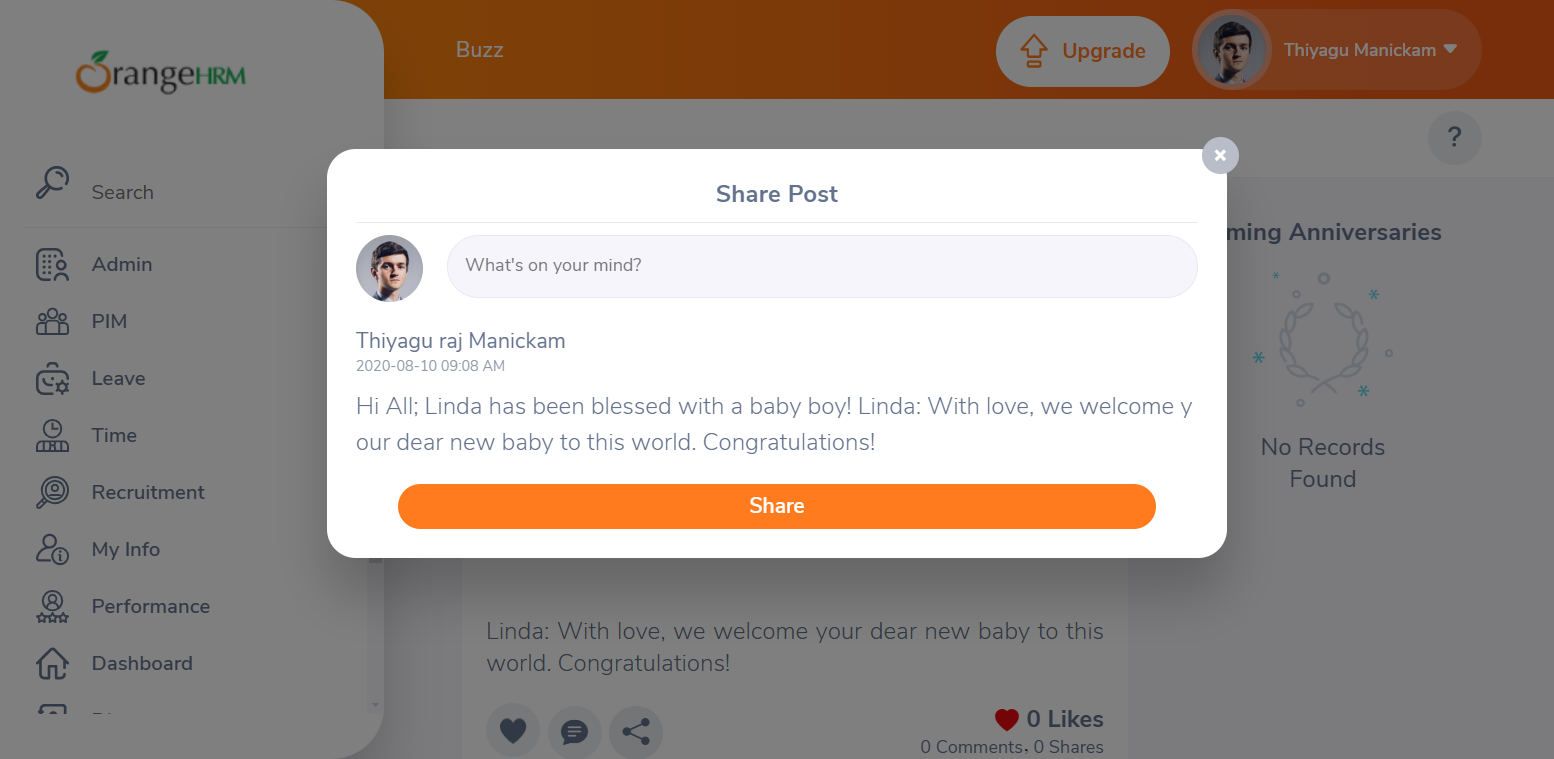 OrangeHRM
Buzz
Upgrade
Thiyagu Manickam
?
Search
Admin
PIM
Leave
Time
Recruitment
My Info
Performance
Dashboard
Share Post
What's on your mind?
Thiyagu raj Manickam
2020-08-10 09:08 AM
Hi All; Linda has been blessed with a baby boy! Linda: With love, we welcome y
our dear new baby to this world. Congratulations!
Share
ming Anniversaries
No Records
Found
Linda: With love, we welcome your dear new baby to this
world. Congratulations!
0 Likes
0 Comments, 0 Shares